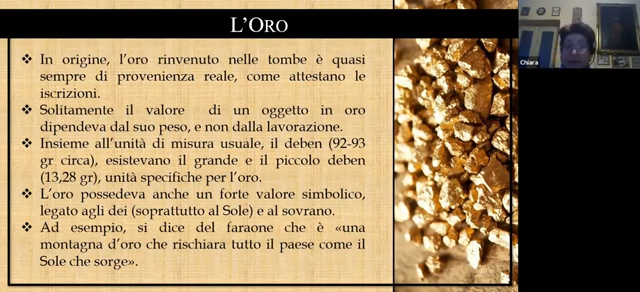 L'ORO
❖ In origine, l'oro rinvenuto nelle tombe è quasi
sempre di provenienza reale, come attestano le
iscrizioni.
❖ Solitamente il valore di un oggetto in oro
dipendeva dal suo peso, e non dalla lavorazione.
❖ Insieme all'unità di misura usuale, il deben (92-93
gr circa), esistevano il grande e il piccolo deben
(13,28 gr), unità specifiche per l'oro.
❖ L'oro possedeva anche un forte valore simbolico,
legato agli dei (soprattutto al Sole) e al sovrano.
❖ Ad esempio, si dice del faraone che è «una
montagna d'oro che rischiara tutto il paese come il
Sole che sorge».
Chiara